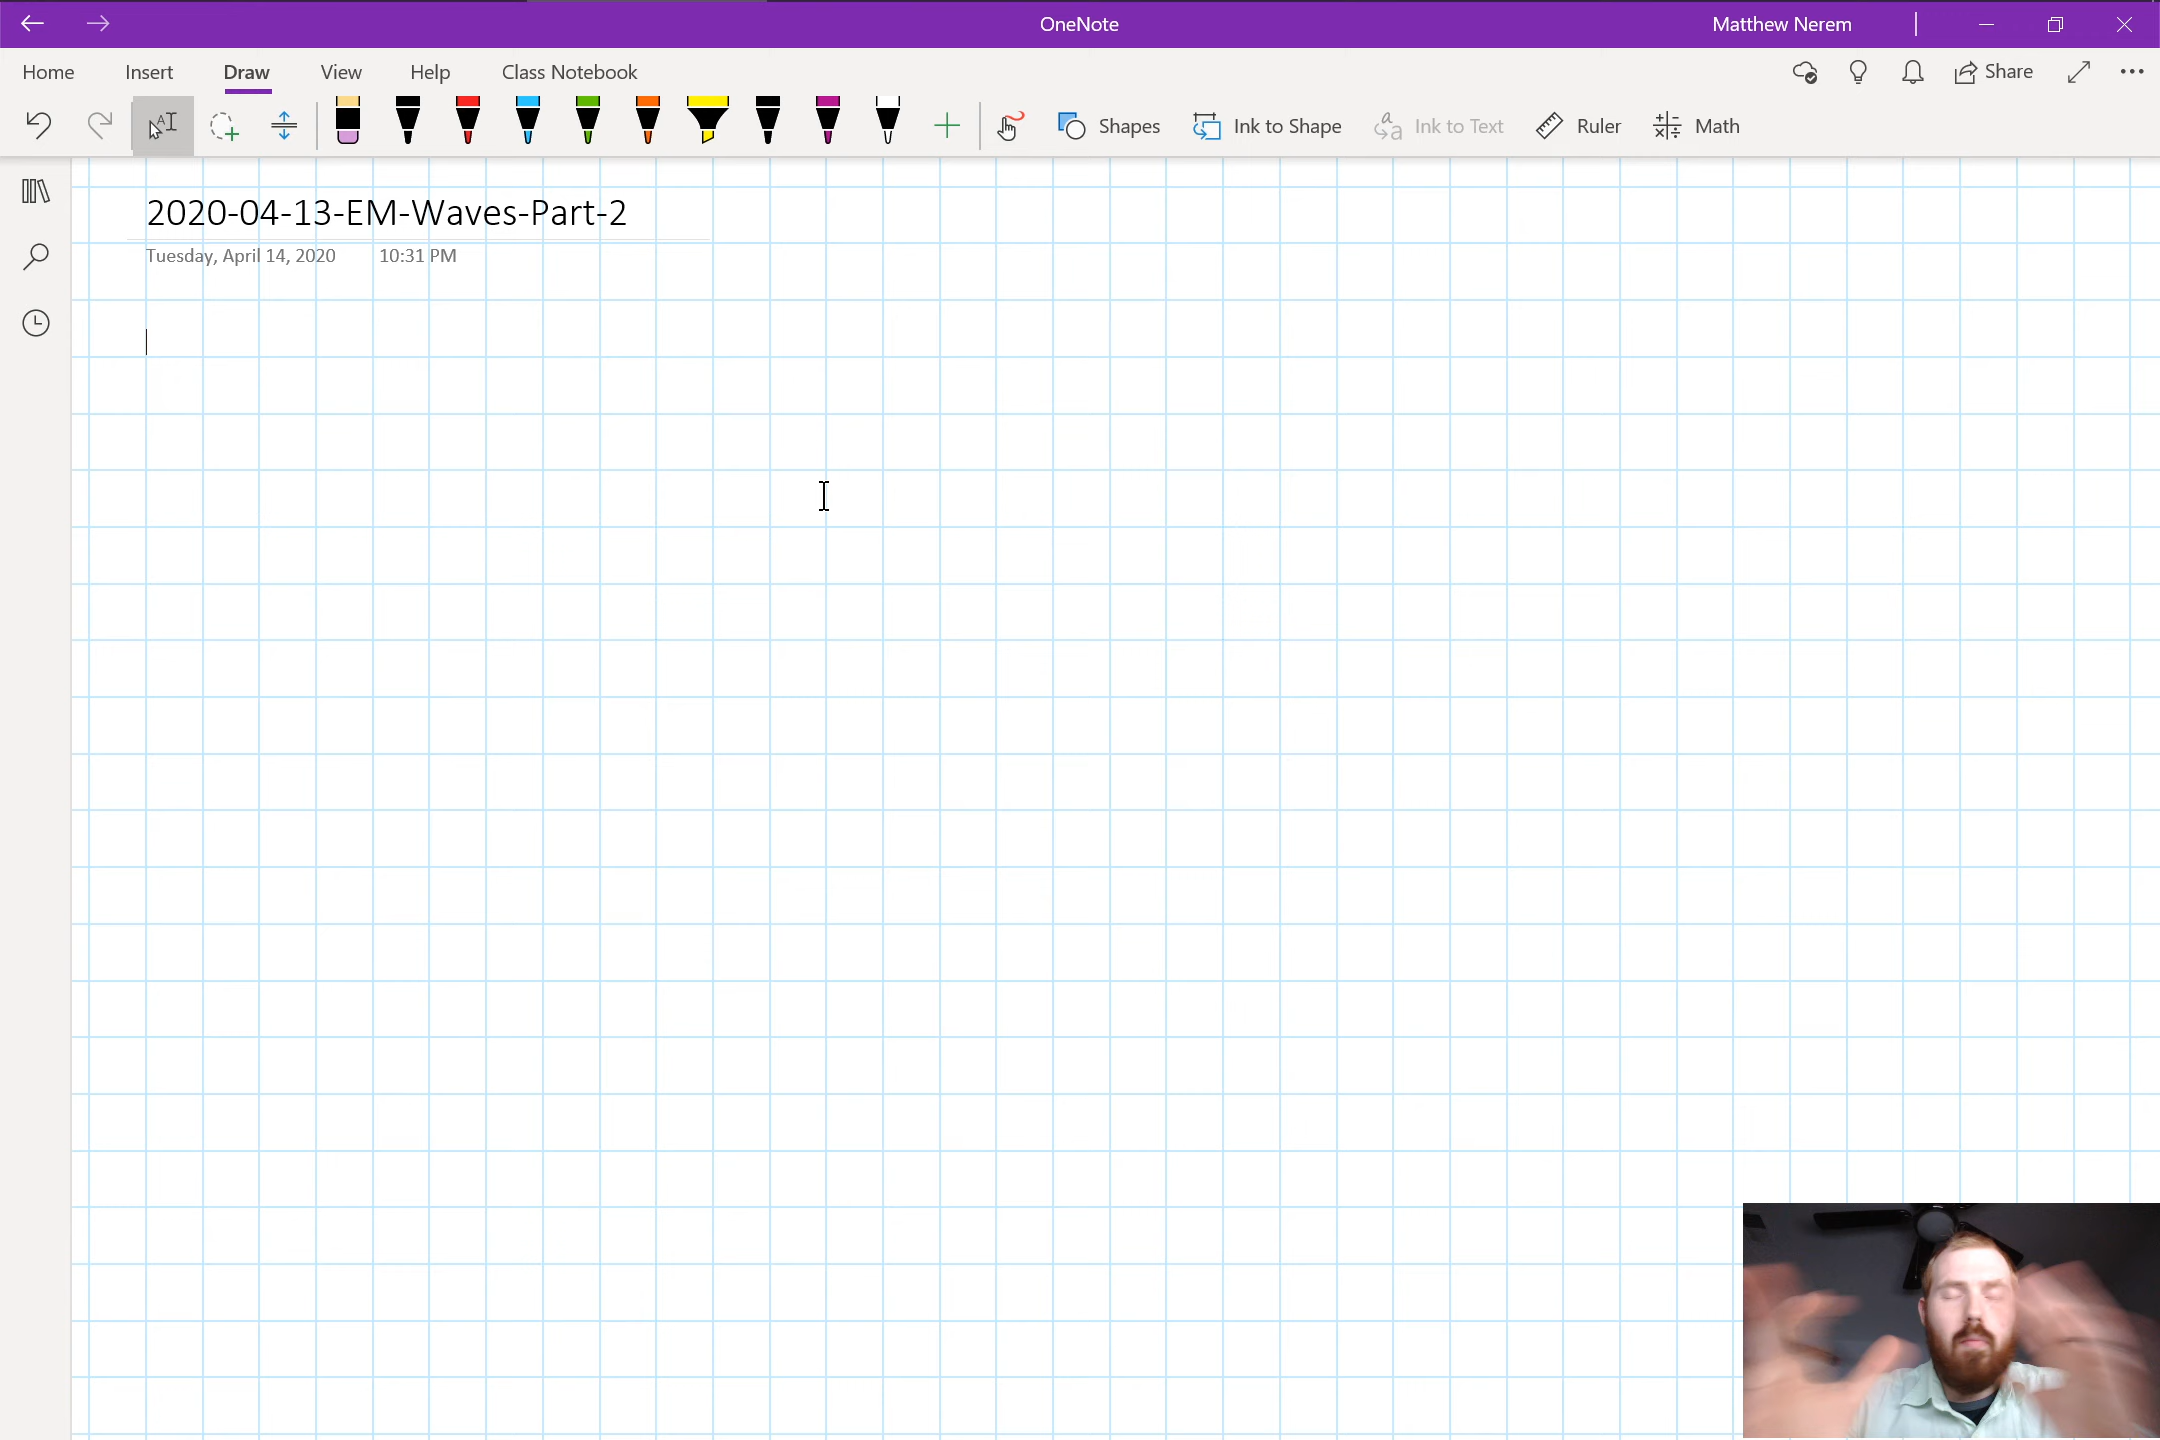 OneNote
Matthew Nerem
Home Insert Draw View Help Class Notebook
Share
Shapes Ink to Shape Ink to Text Ruler Math
2020-04-13-EM-Waves-Part-2
Tuesday, April 14, 2020 10:31 PM